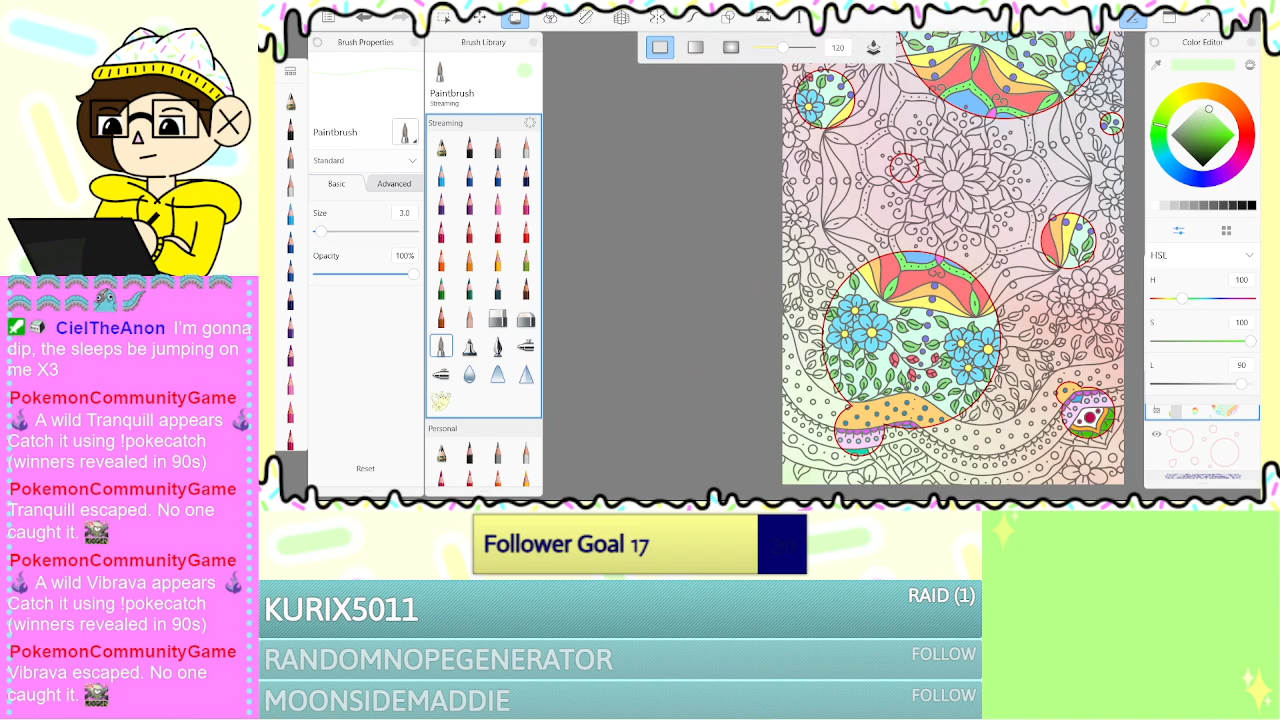 Brush Properties
Paintbrush
Standard
Basic
Advanced
Size
3.0
Opacity
100%
Reset
Brush Library
Paintbrush
Streaming
Streaming
Personal
120
Color Editor
HSE
H
100
S
100
L
90
CielTheAnon I'm gonna
dip, the sleeps be jumping on
me X3
PokemonCommunityGame
A wild Tranquill appears
Catch it using !pokecatch
(winners revealed in 90s)
PokemonCommunityGame
Tranquill escaped. No one
caught it.
PokemonCommunityGame
A wild Vibrava appears
Catch it using !pokecatch
(winners revealed in 90s)
PokemonCommunityGame
Vibrava escaped. No one
caught it.
Follower Goal 17
KURIX5011
RAID (1)
RANDOMNOPEGENERATOR
FOLLOW
MOONSIDEMADDIE
FOLLOW